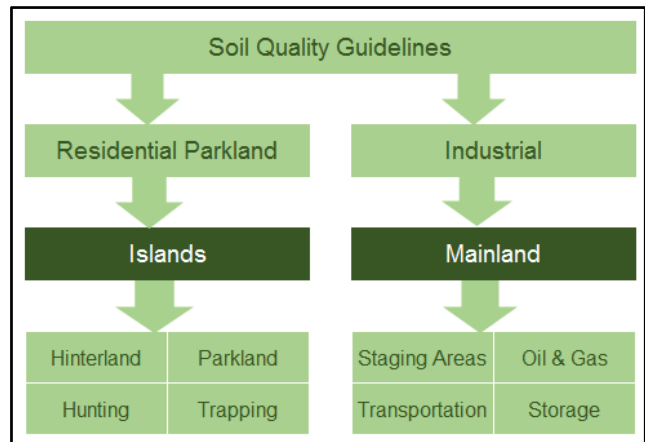 Soil Quality Guidelines
Residential Parkland
Industrial
Islands
Mainland
Hinterland
Parkland
Staging Areas
Oil & Gas
Hunting
Trapping
Transportation
Storage